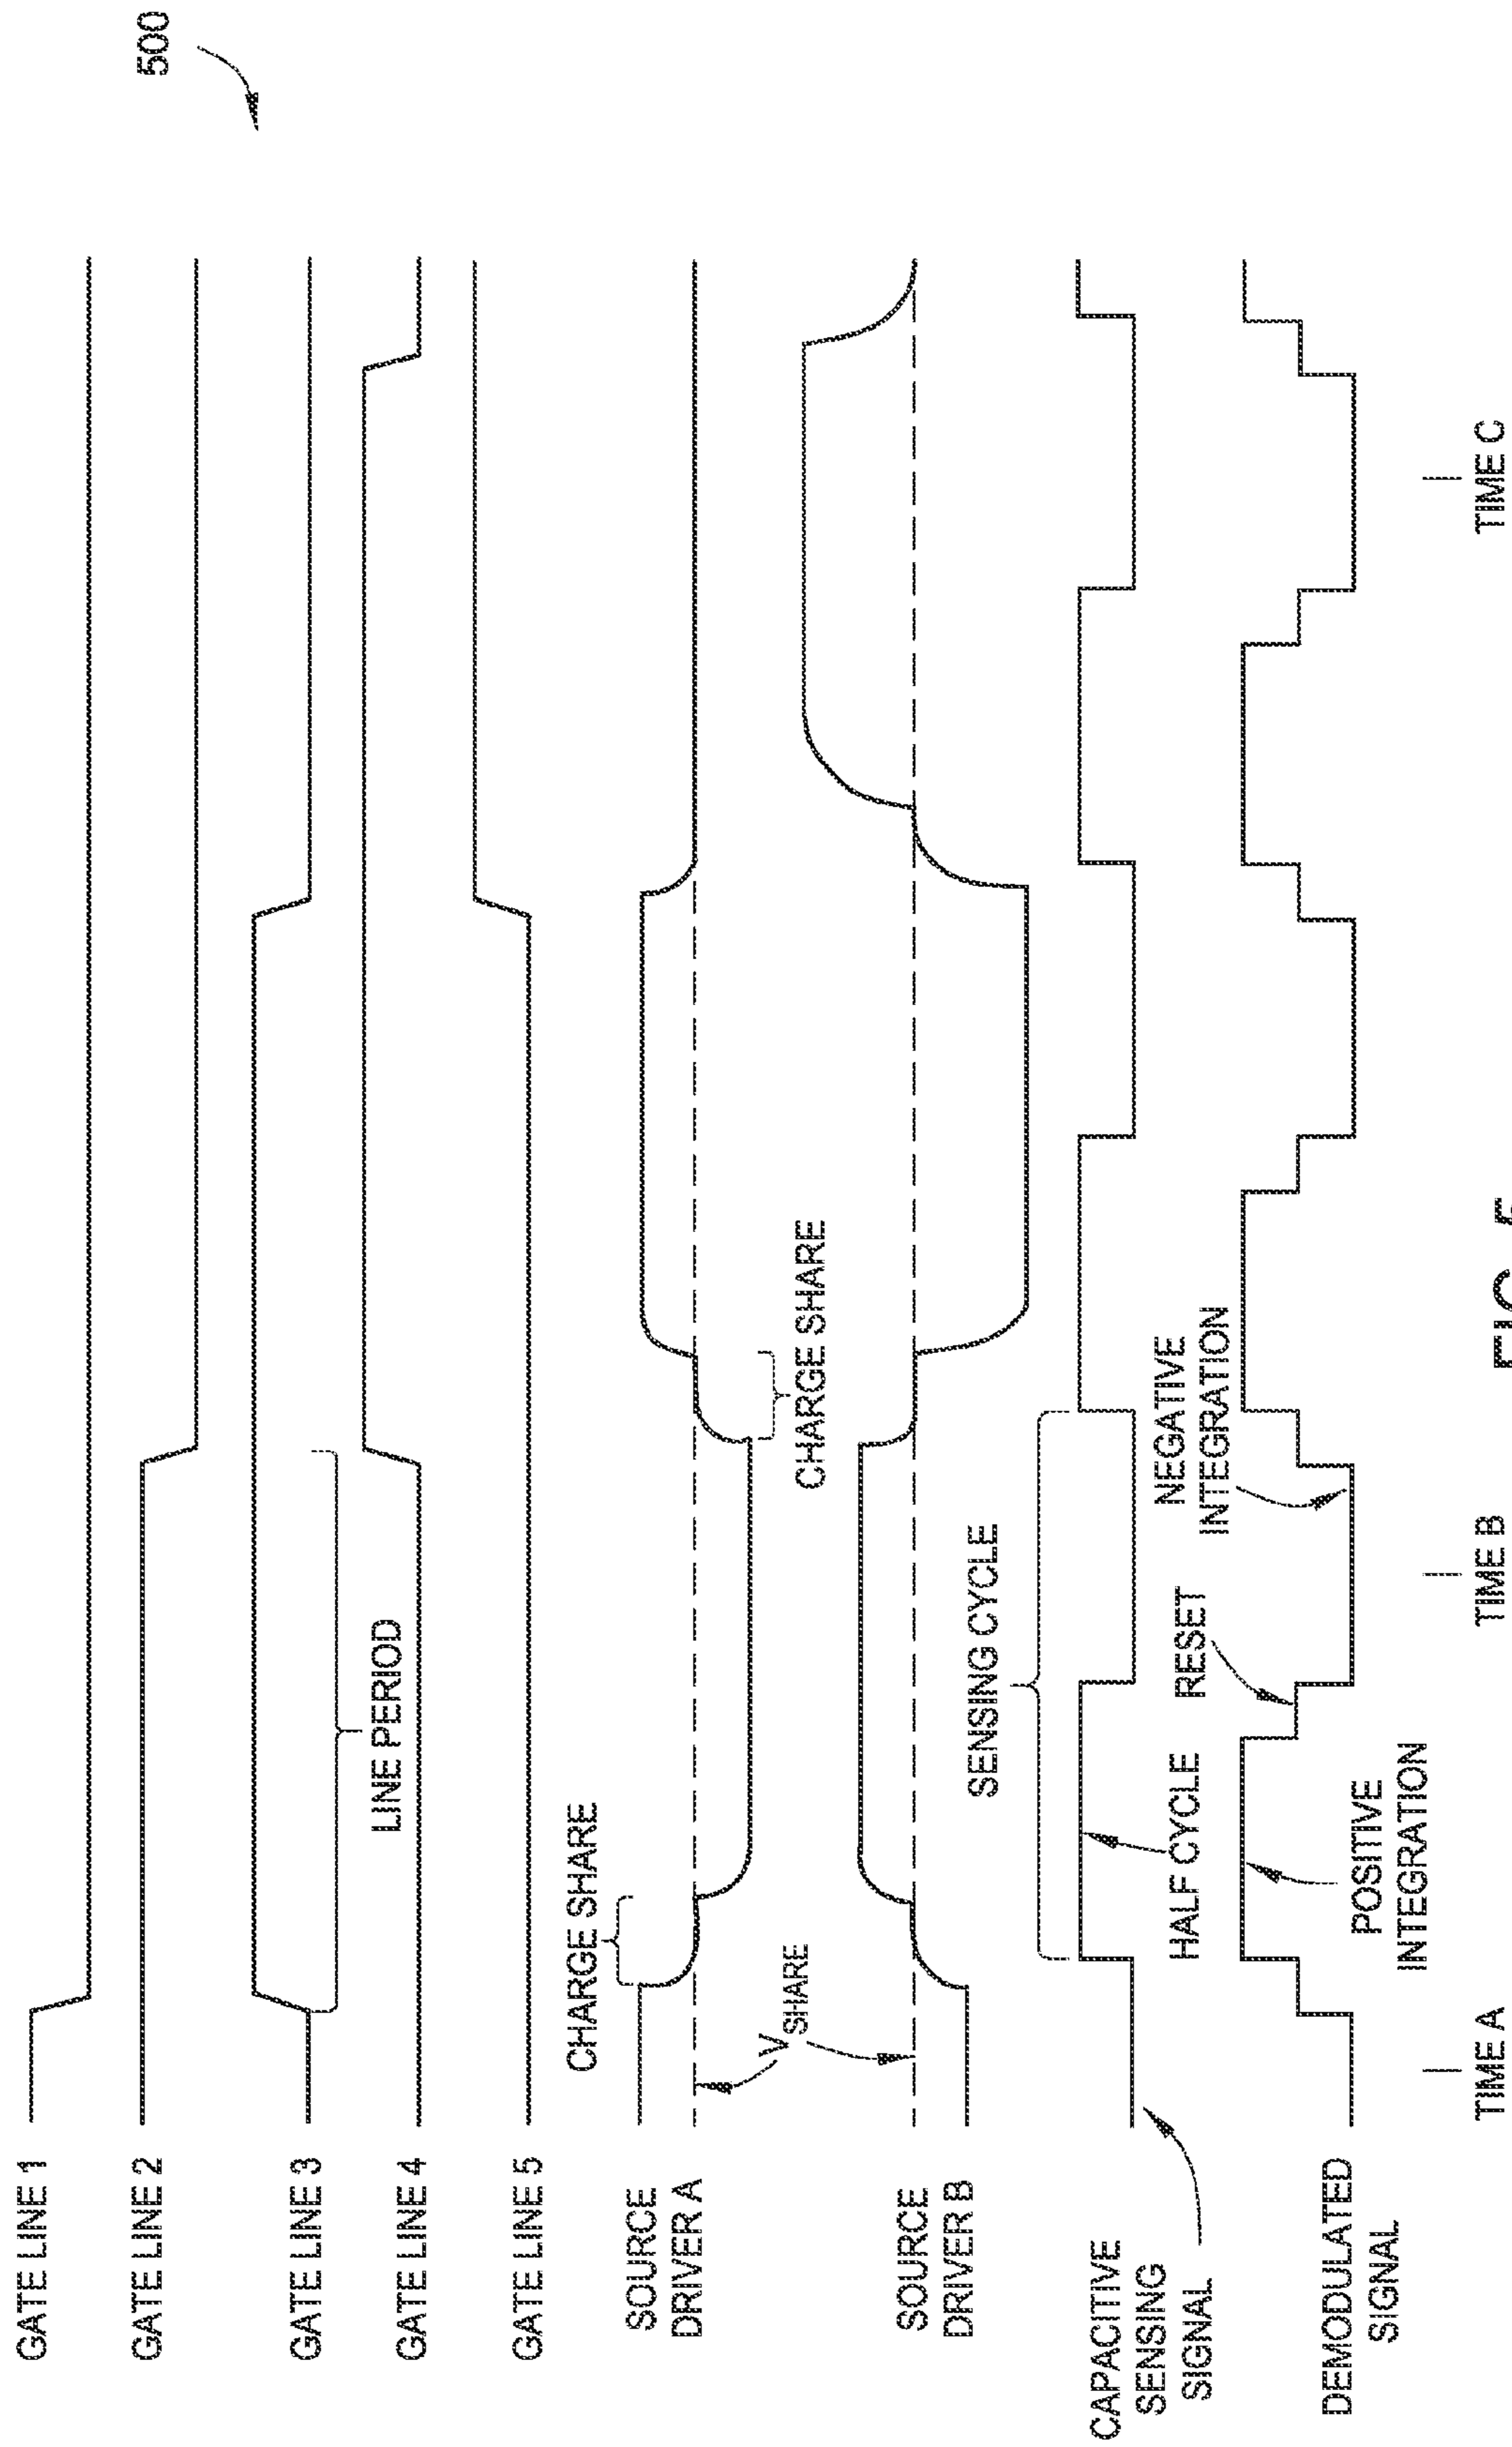 500
GATE LINE 1
GATE LINE 2
GATE LINE 3
LINE PERIOD
GATE LINE 4
GATE LINE 5
CHARGE SHARE
SOURCE
DRIVER A
VSHARE
CHARGE SHARE
SOURCE
DRIVER B
SENSING CYCLE
CAPACITIVE
SENSING
SIGNAL
HALF CYCLE
RESET
NEGATIVE
INTEGRATION
DEMODULATED
SIGNAL
POSITIVE
INTEGRATION
TIME A
TIME B
TIME C